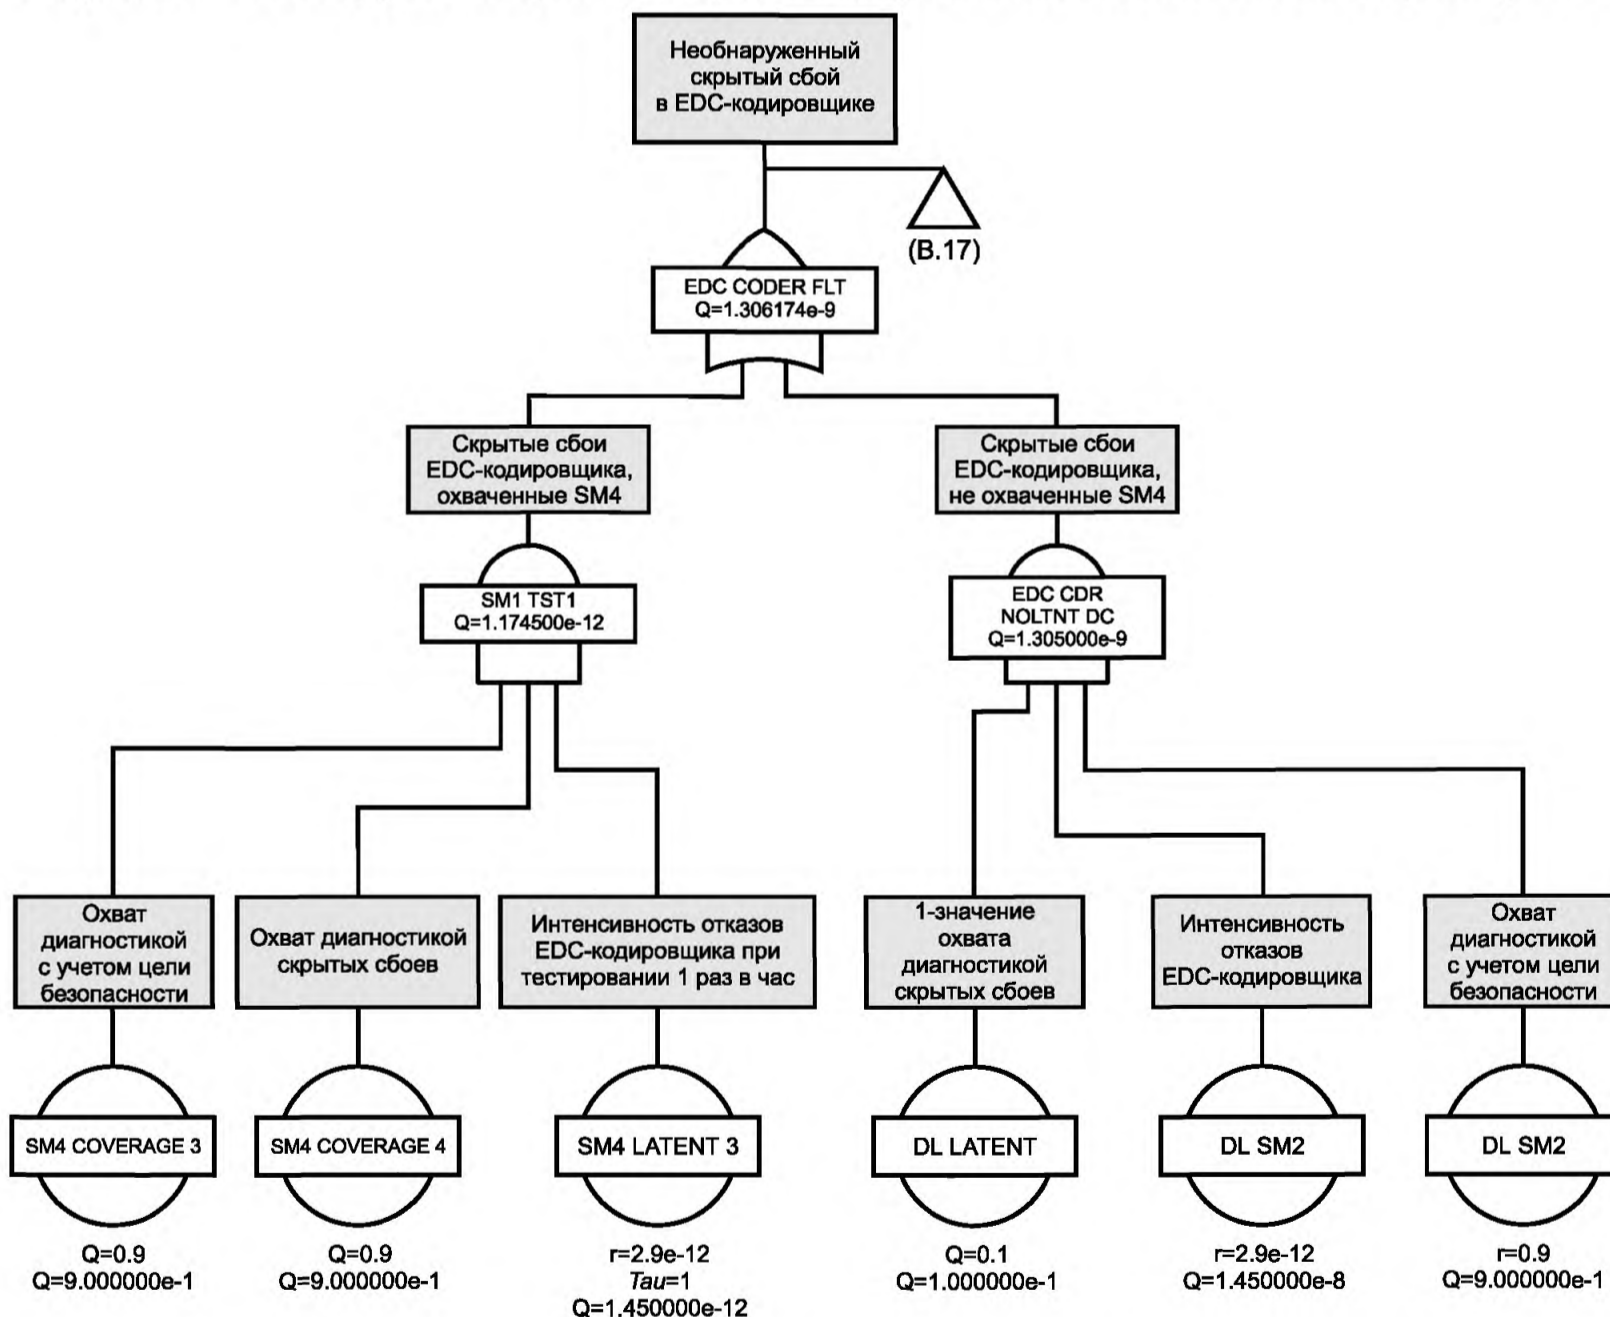 Необнаруженный
скрытый сбой
в EDC-кодировщике
(B.17)
EDC CODER FLT
Q=1.306174e-9
Скрытые сбои
EDC-кодировщика,
охваченные SM4
Скрытые сбои
EDC-кодировщика,
не охваченные SM4
SM1 TST1
Q=1.174500e-12
EDC CDR
NOLTNT DC
Q=1.305000e-9
Охват
диагностикой
с учетом цели
безопасности
Охват диагностикой
скрытых сбоев
Интенсивность отказов
EDC-кодировщика при
тестировании 1 раз в час
1-значение
охвата
диагностикой
скрытых сбоев
Интенсивность
отказов
EDC-кодировщика
Охват
диагностикой
с учетом цели
безопасности
SM4 COVERAGE 3
SM4 COVERAGE 4
SM4 LATENT 3
DL LATENT
DL SM2
DL SM2
Q=0.9
Q=9.000000e-1
Q=0.9
Q=9.000000e-1
r=2.9e-12
Tau=1
Q=1.450000e-12
Q=0.1
Q=1.000000e-1
r=2.9e-12
Q=1.450000e-8
r=0.9
Q=9.000000e-1